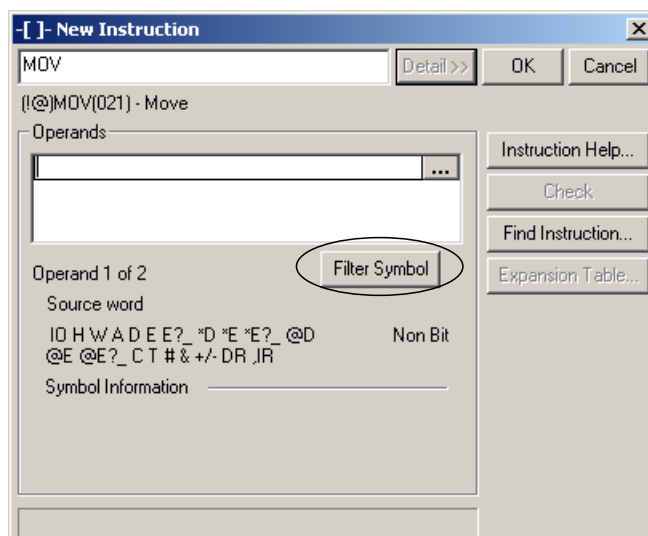 -[ ]- New Instruction
MOV
Detail >>
OK
Cancel
(!@)MOV(021) - Move
Operands
...
Instruction Help...
Check
Find Instruction...
Expansion Table...
Operand 1 of 2
Filter Symbol
Source word
IO H W A D E E?_ *D *E *E?_ @D
@E @E?_ C T # & +/- DR ,IR
Non Bit
Symbol Information